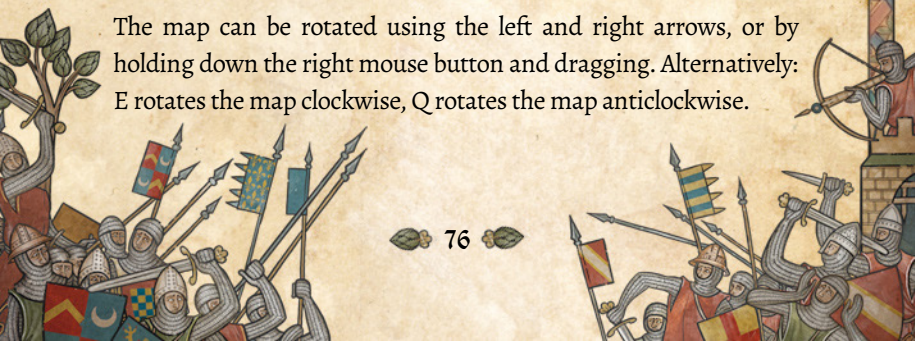 The map can be rotated using the left and right arrows, or by
holding down the right mouse button and dragging. Alternatively:
E rotates the map clockwise, Q rotates the map anticlockwise.
76